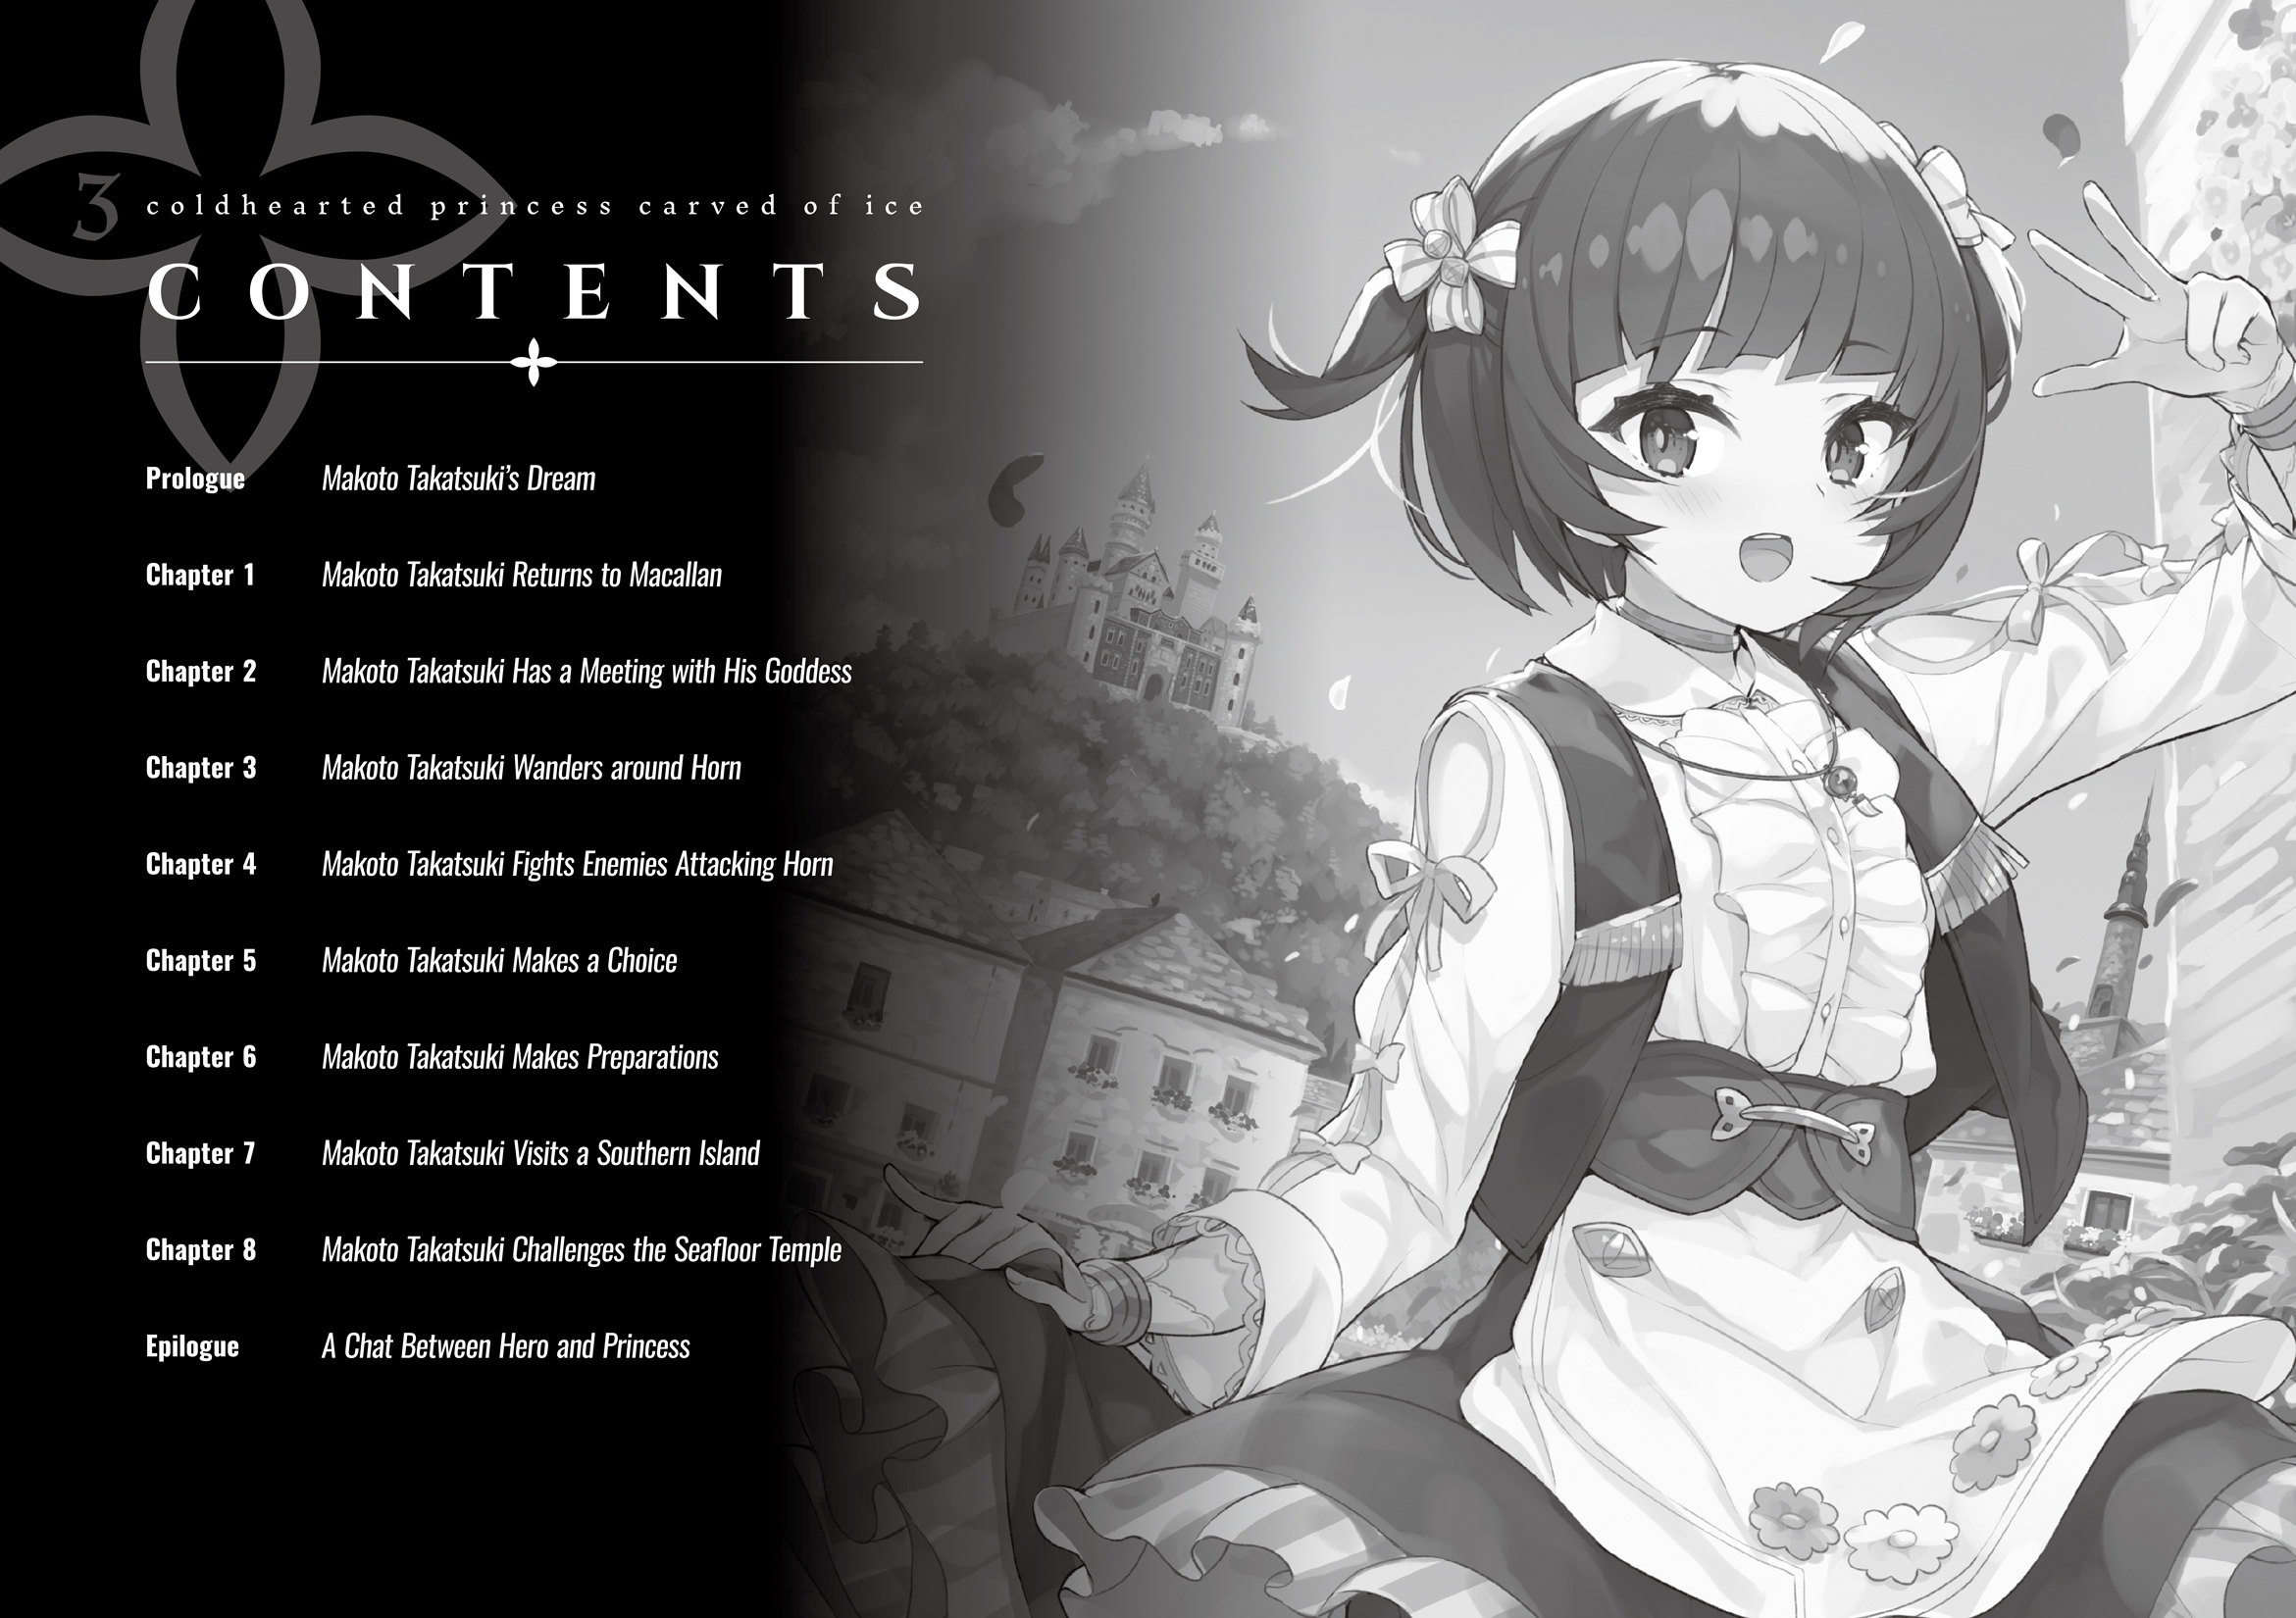 3 coldhearted princess carved of ice
CONTENTS
Prologue Makoto Takatsuki’s Dream
Chapter 1 Makoto Takatsuki Returns to Macallan
Chapter 2 Makoto Takatsuki Has a Meeting with His Goddess
Chapter 3 Makoto Takatsuki Wanders around Horn
Chapter 4 Makoto Takatsuki Fights Enemies Attacking Horn
Chapter 5 Makoto Takatsuki Makes a Choice
Chapter 6 Makoto Takatsuki Makes Preparations
Chapter 7 Makoto Takatsuki Visits a Southern Island
Chapter 8 Makoto Takatsuki Challenges the Seafloor Temple
Epilogue A Chat Between Hero and Princess